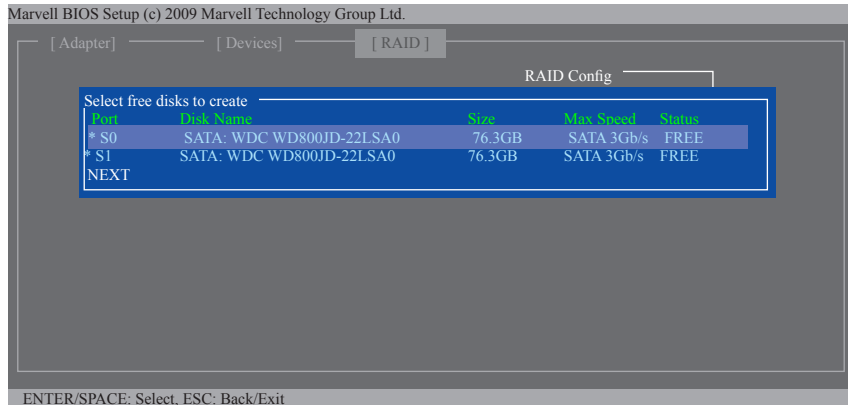 Marvell BIOS Setup (c) 2009 Marvell Technology Group Ltd.
[ Adapter] [ Devices] [ RAID ]
RAID Config
Select free disks to create
Port Disk Name Size Max Speed Status
* S0 SATA: WDC WD800JD-22LSA0 76.3GB SATA 3Gb/s FREE
* S1 SATA: WDC WD800JD-22LSA0 76.3GB SATA 3Gb/s FREE
NEXT
ENTER/SPACE: Select, ESC: Back/Exit